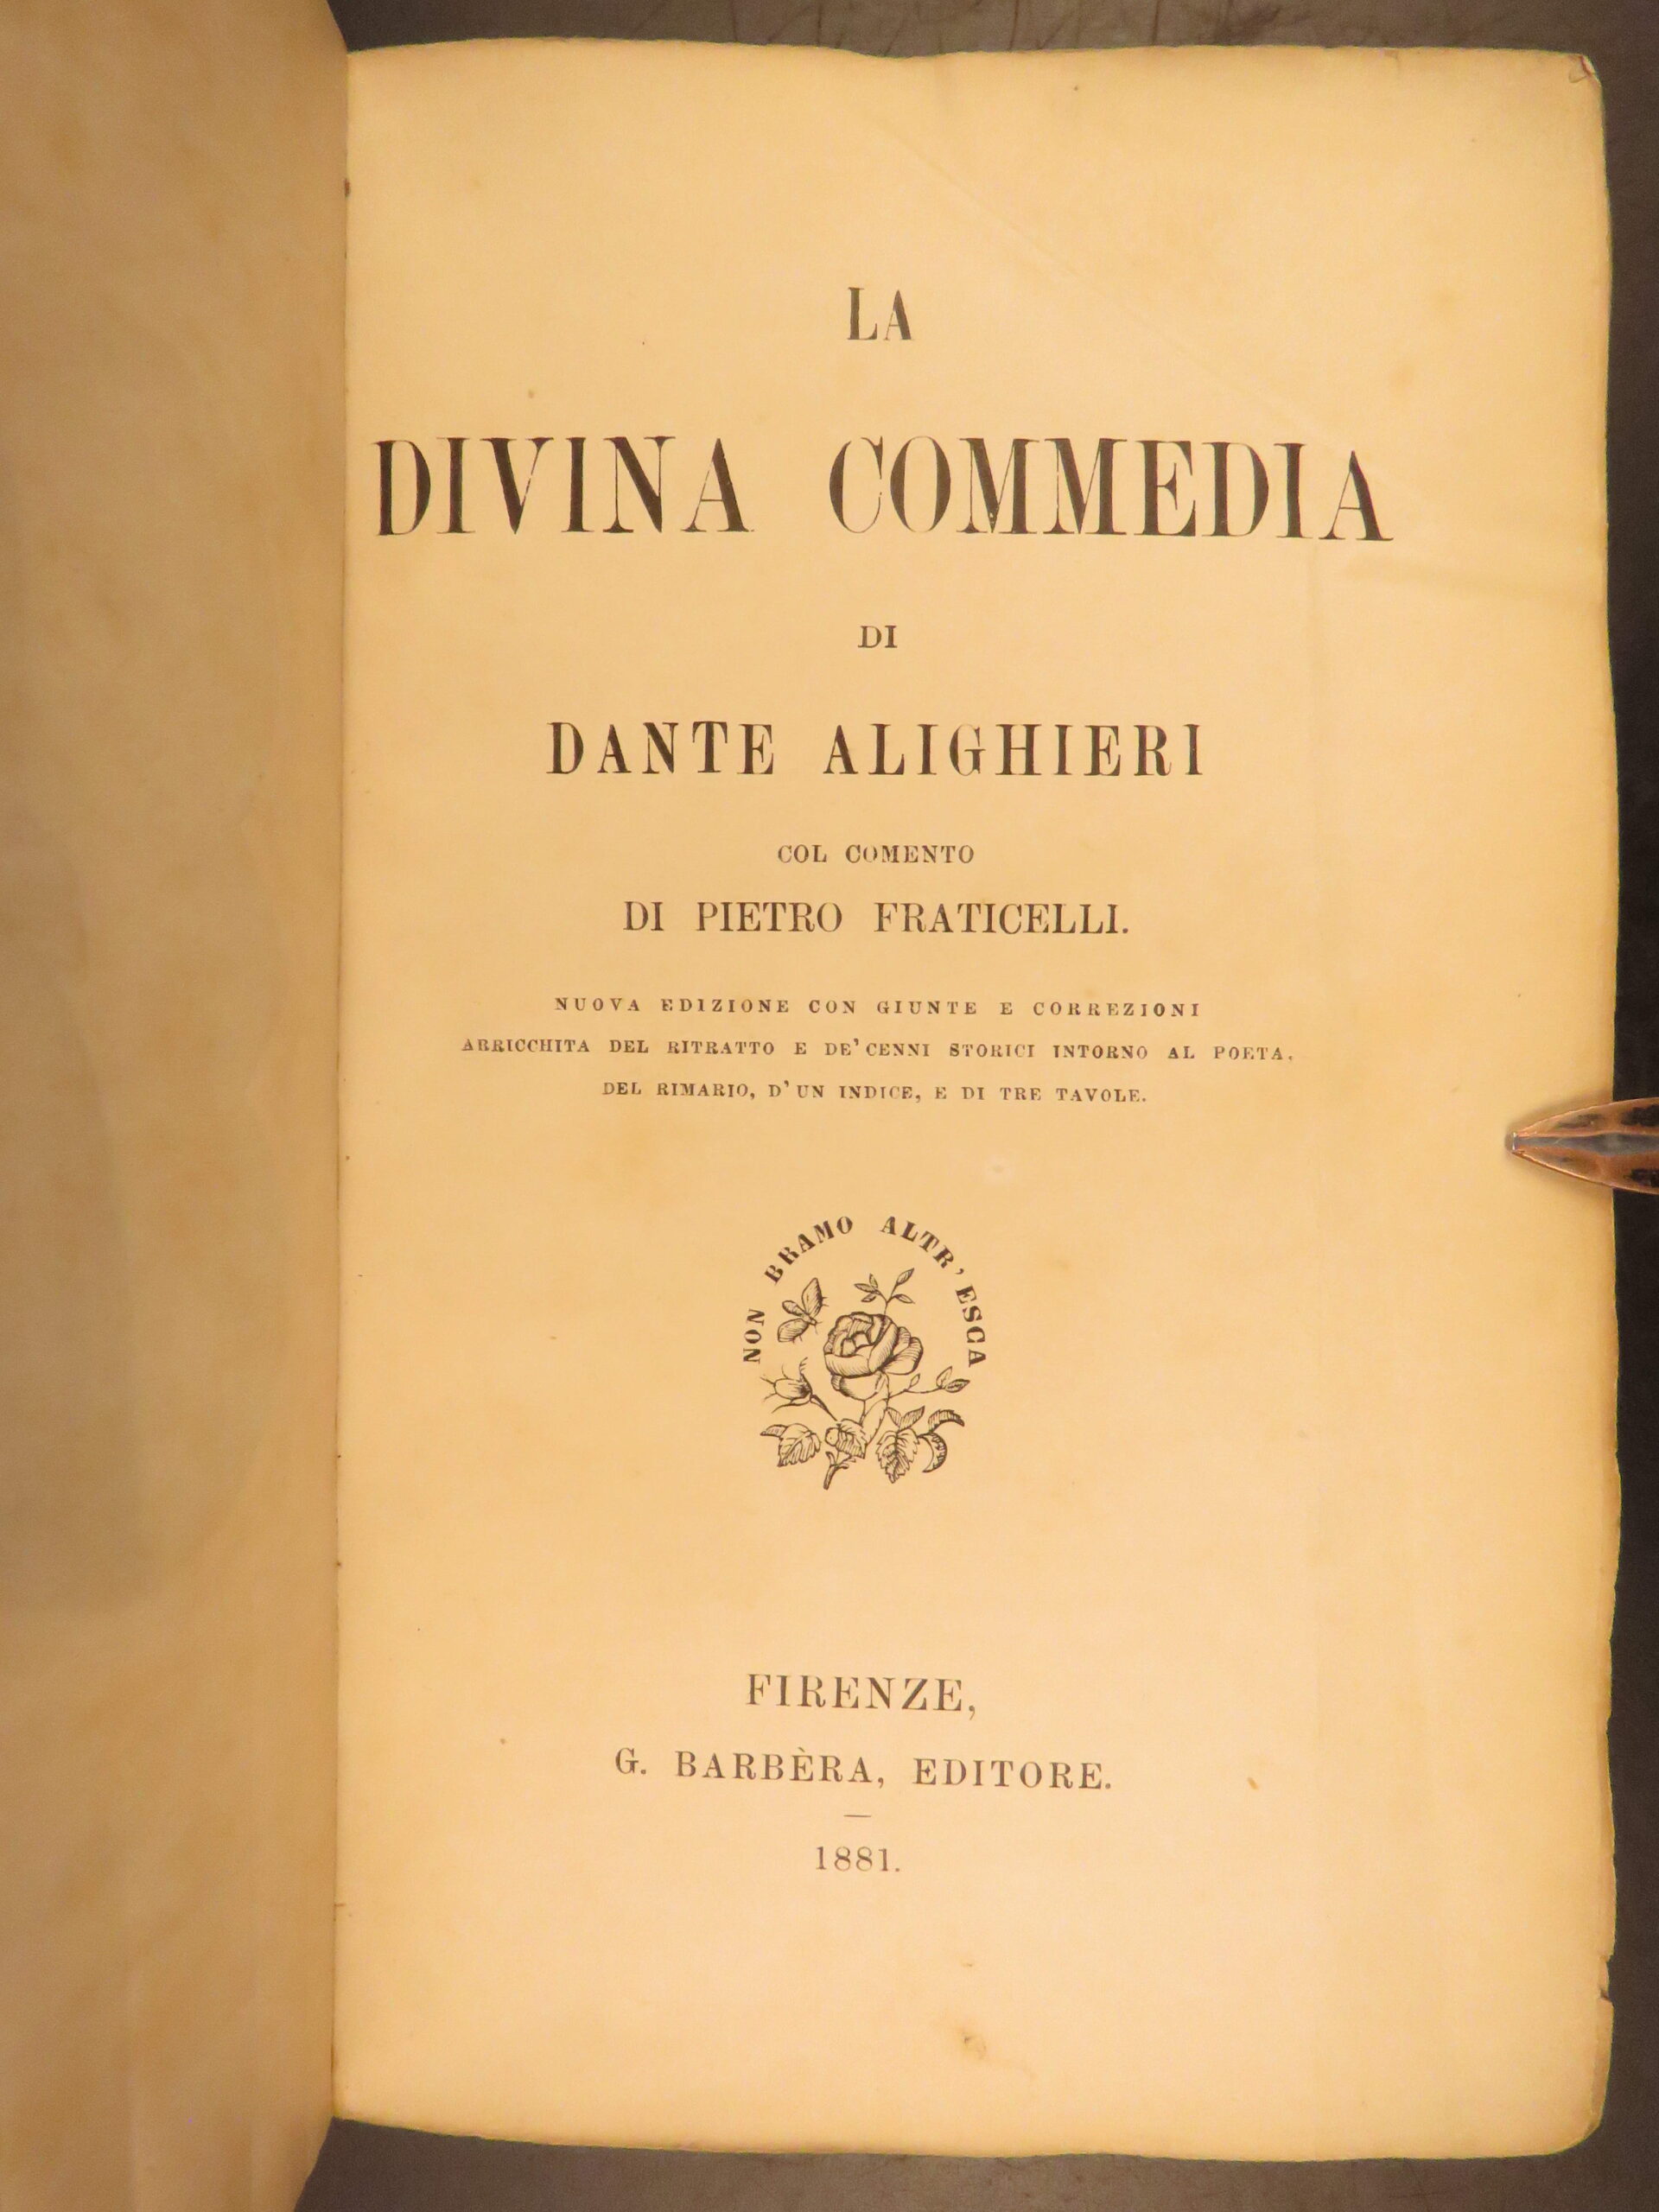 LA
DIVINA COMMEDIA
DI
DANTE ALIGHIERI
COL COMENTO
DI PIETRO FRATICELLI.
NUOVA EDIZIONE CON GIUNTE E CORREZIONI
ARRICCHITA DEL RITRATTO E DE' CENNI STORICI INTORNO AL POETA,
DEL RIMARIO, D' UN INDICE, E DI TRE TAVOLE.
NON BRAMO ALTR' ESCA
FIRENZE,
G. BARBÈRA, EDITORE.
1881.